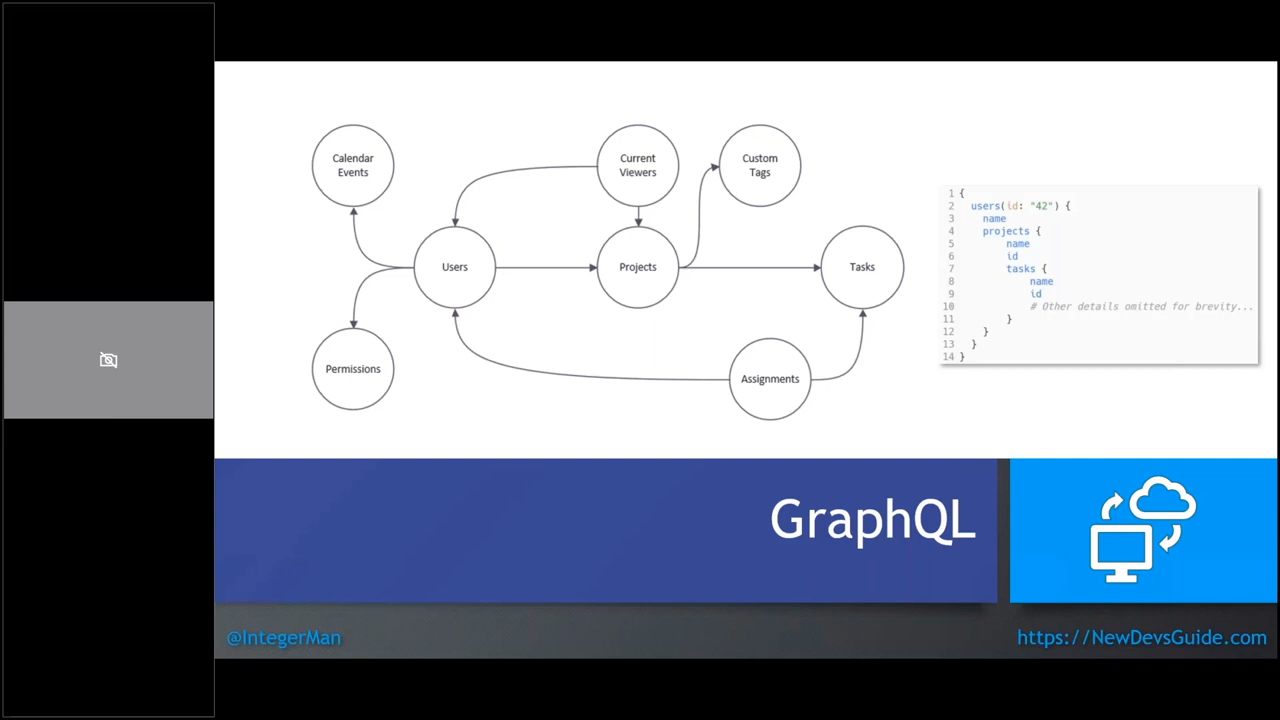 Calendar
Events
Current
Viewers
Custom
Tags
Users
Projects
Tasks
Permissions
Assignments
1 {
2 users(id: "42") {
3 name
4 projects {
5 name
6 id
7 tasks {
8 name
9 id
10 # Other details omitted for brevity...
11 }
12 }
13 }
14 }
GraphQL
@IntegerMan
https://NewDevsGuide.com